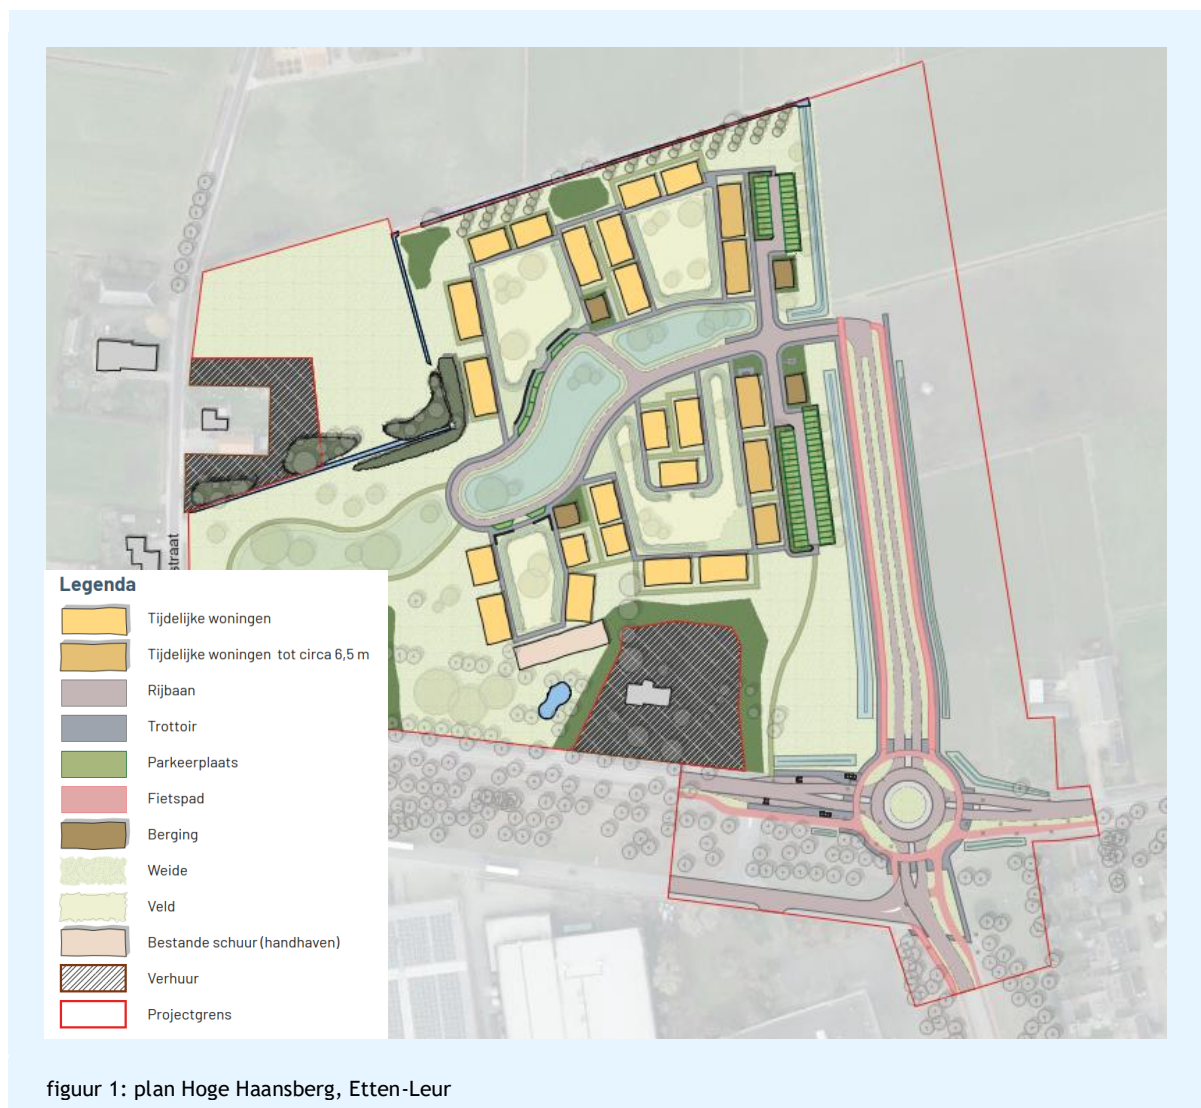 straat
Legenda
Tijdelijke woningen
Tijdelijke woningen tot circa 6,5 m
Rijbaan
Trottoir
Parkeerplaats
Fietspad
Berging
Weide
Veld
Bestande schuur (handhaven)
Verhuur
Projectgrens
figuur 1: plan Hoge Haansberg, Etten-Leur